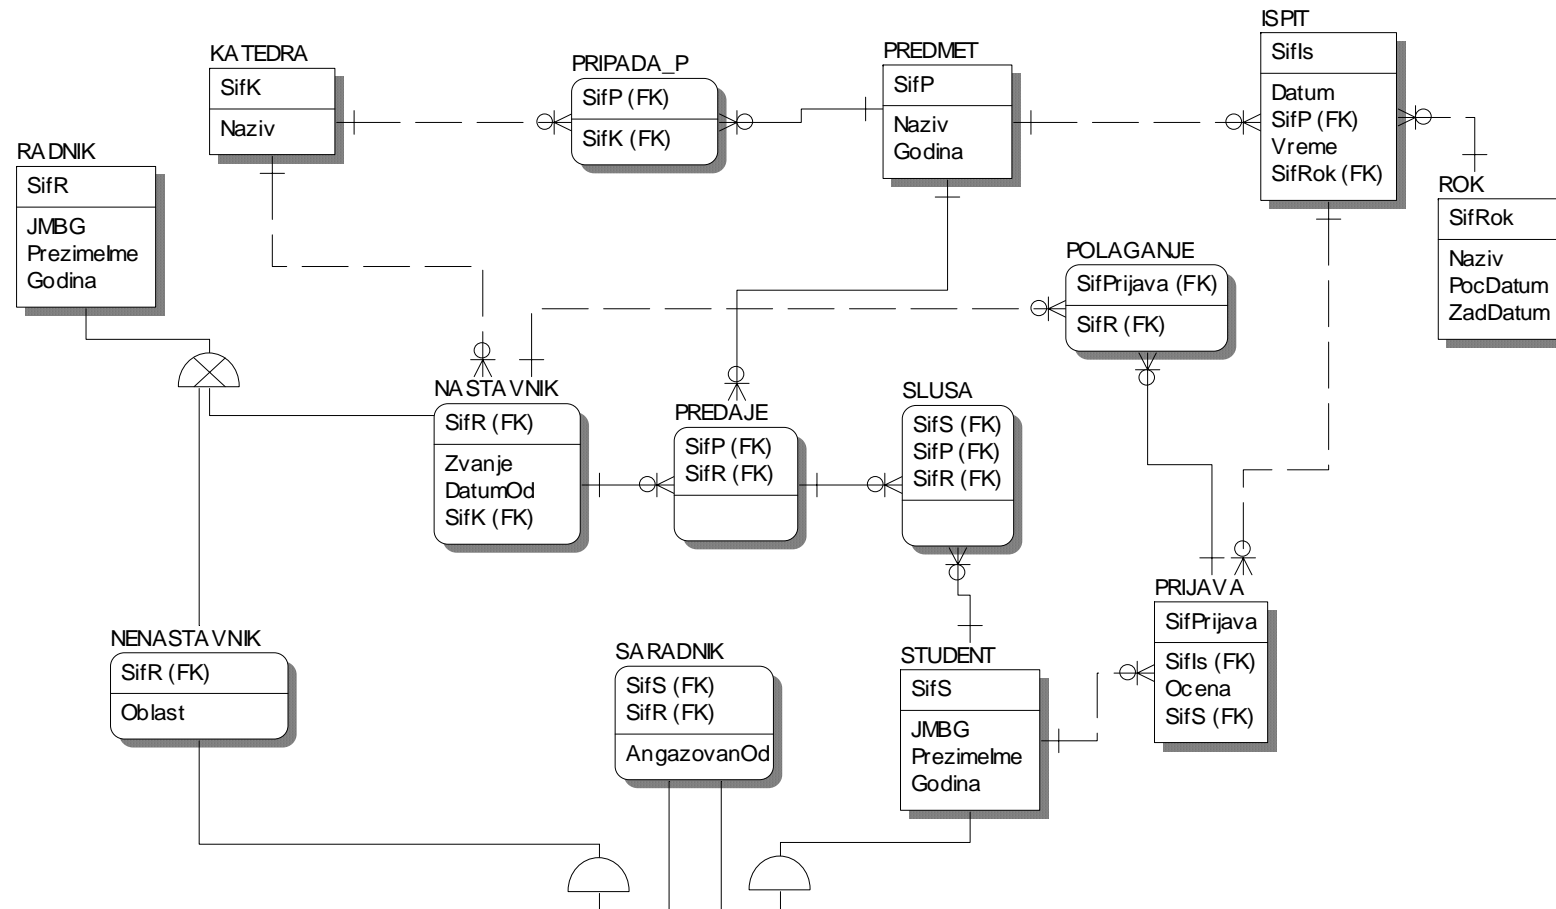 KATEDRA
SifK
Naziv
PRIPADA_P
SifP (FK)
SifK (FK)
PREDMET
SifP
Naziv
Godina
ISPIT
SifIs
Datum
SifP (FK)
Vreme
SifRok (FK)
RADNIK
SifR
JMBG
PrezimeIme
Godina
ROK
SifRok
Naziv
PocDatum
ZadDatum
POLAGANJE
SifPrijava (FK)
SifR (FK)
NASTAVNIK
SifR (FK)
Zvanje
DatumOd
SifK (FK)
PREDAJE
SifP (FK)
SifR (FK)
SLUSA
SifS (FK)
SifP (FK)
SifR (FK)
NENASTAVNIK
SifR (FK)
Oblast
SARADNIK
SifS (FK)
SifR (FK)
AngazovanOd
STUDENT
SifS
JMBG
PrezimeIme
Godina
PRIJAVA
SifPrijava
SifIs (FK)
Ocena
SifS (FK)